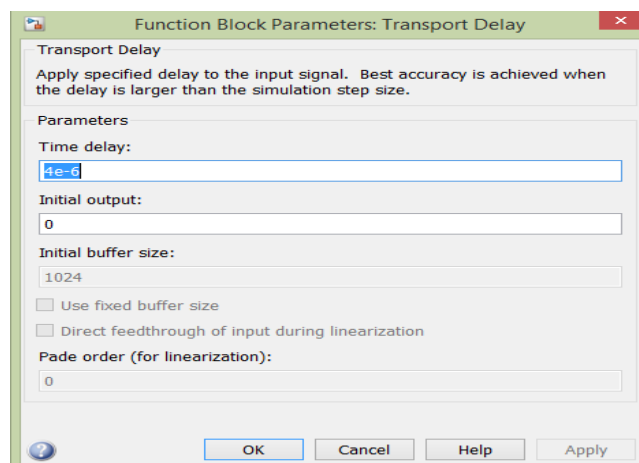 Function Block Parameters: Transport Delay
Transport Delay
Apply specified delay to the input signal. Best accuracy is achieved when
the delay is larger than the simulation step size.
Parameters
Time delay:
4e-6
Initial output:
0
Initial buffer size:
1024
Use fixed buffer size
Direct feedthrough of input during linearization
Pade order (for linearization):
0
OK Cancel Help Apply